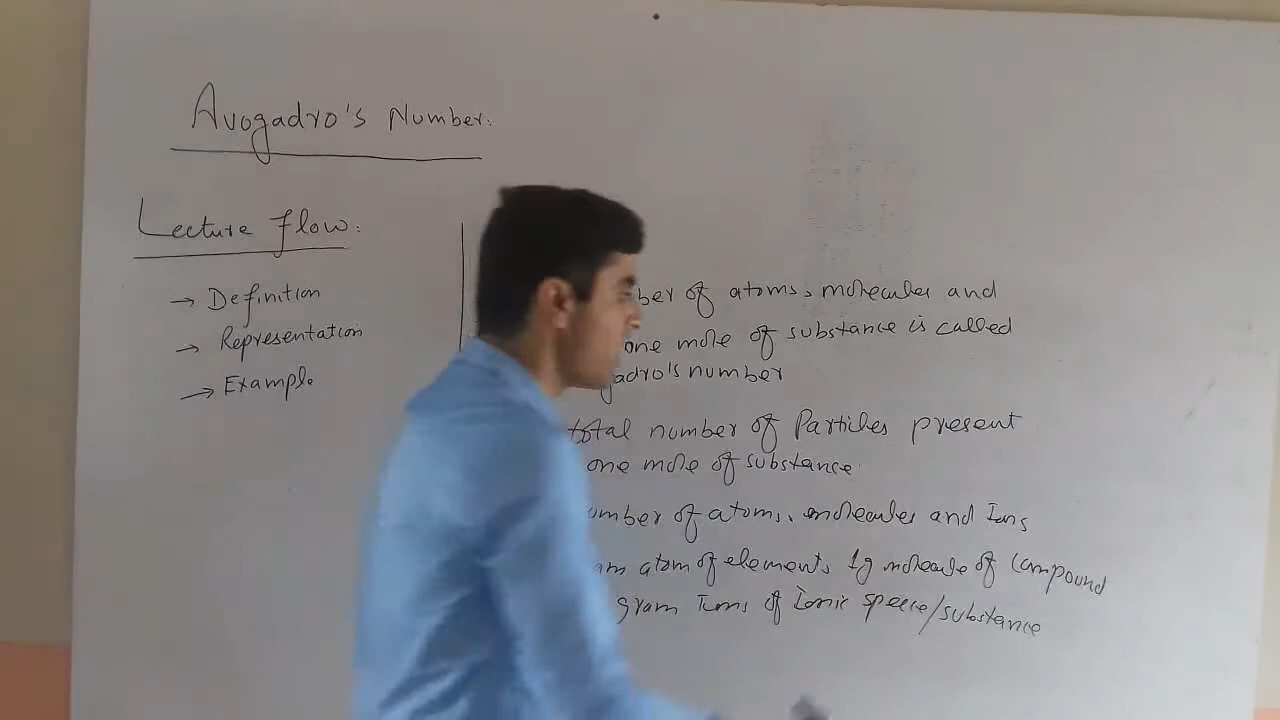 Avogadro's Number:
Lecture flow:
→ Definition
→ Representation
→ Example
ber of atoms, molecules and
one mole of substance is called
gadro's number
total number of Particles present
one mole of substance.
umber of atoms, molecules and Ions
am atom of elements 1g molecule of Compound
gram Ions of Ionic specie/substance